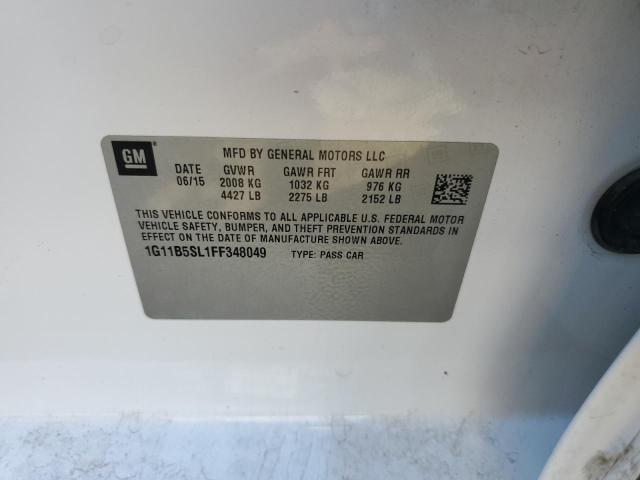 GM
MFD BY GENERAL MOTORS LLC
DATE GVWR GAWR FRT GAWR RR
06/15 2008 KG 1032 KG 976 KG
4427 LB 2275 LB 2152 LB
THIS VEHICLE CONFORMS TO ALL APPLICABLE U.S. FEDERAL MOTOR
VEHICLE SAFETY, BUMPER, AND THEFT PREVENTION STANDARDS IN
EFFECT ON THE DATE OF MANUFACTURE SHOWN ABOVE.
1G11B5SL1FF348049 TYPE: PASS CAR